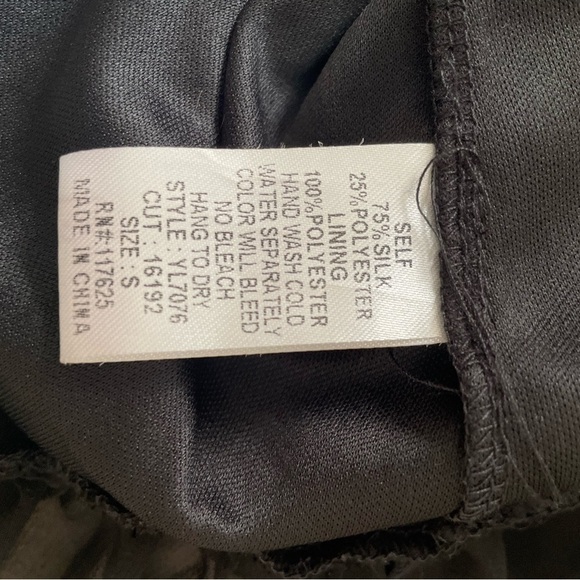 SELF
75%SILK
25%POLYESTER
LINING
100%POLYESTER
HAND WASH COLD
WATER SEPARATELY
COLOR WILL BLEED
NO BLEACH
HANG TO DRY
STYLE : YL7076
CUT : 16192
SIZE : S
RN#:117625
MADE IN CHINA